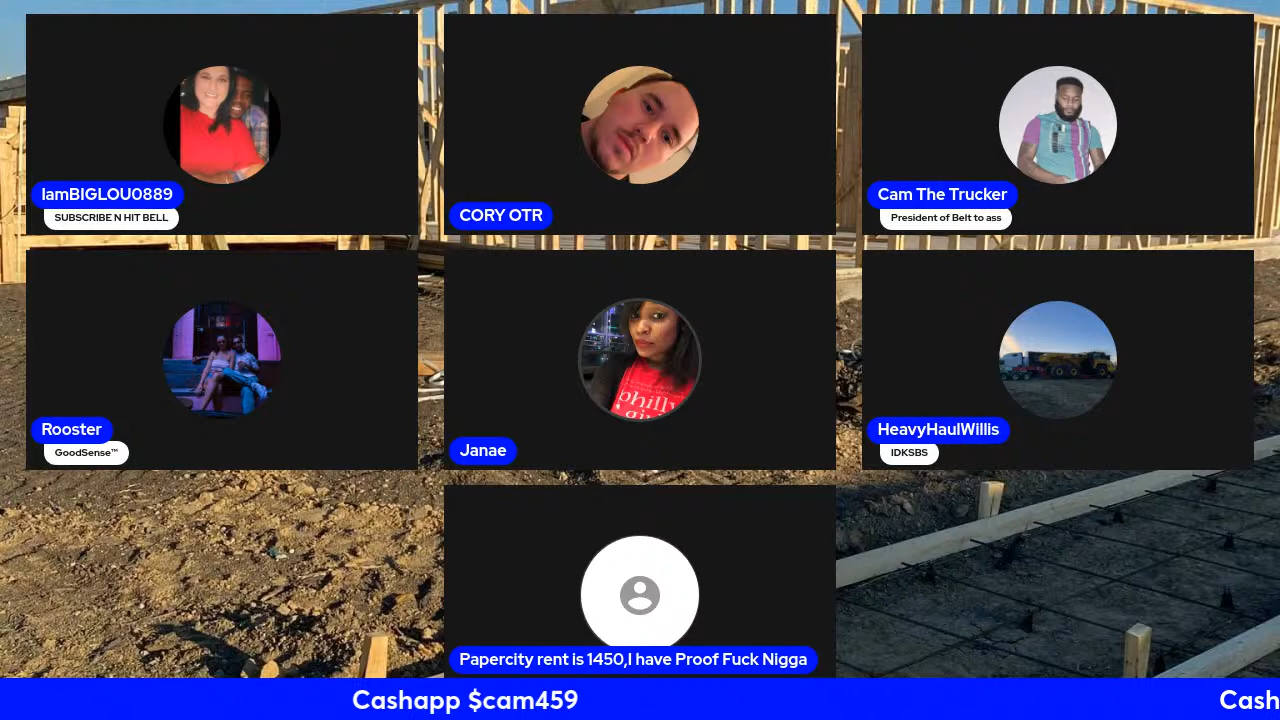 IamBIGLOU0889
SUBSCRIBE N HIT BELL
CORY OTR
Cam The Trucker
President of Belt to ass
Rooster
GoodSense™
philly
Janae
HeavyHaulWillis
IDKSBS
Papercity rent is 1450,I have Proof Fuck Nigga
Cashapp $cam459
Cash